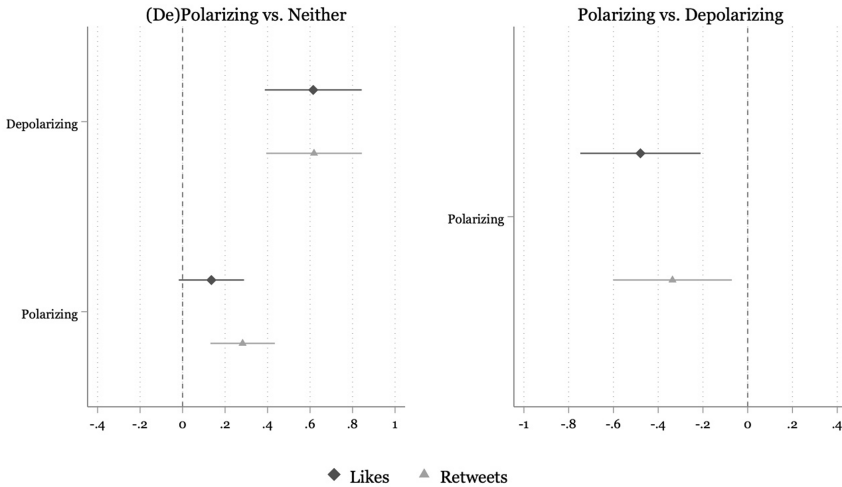 (De)Polarizing vs. Neither
Depolarizing
Polarizing
-.4 -.2 0 .2 .4 .6 .8 1
Polarizing vs. Depolarizing
Polarizing
-1 -.8 -.6 -.4 -.2 0 .2 .4
Likes Retweets